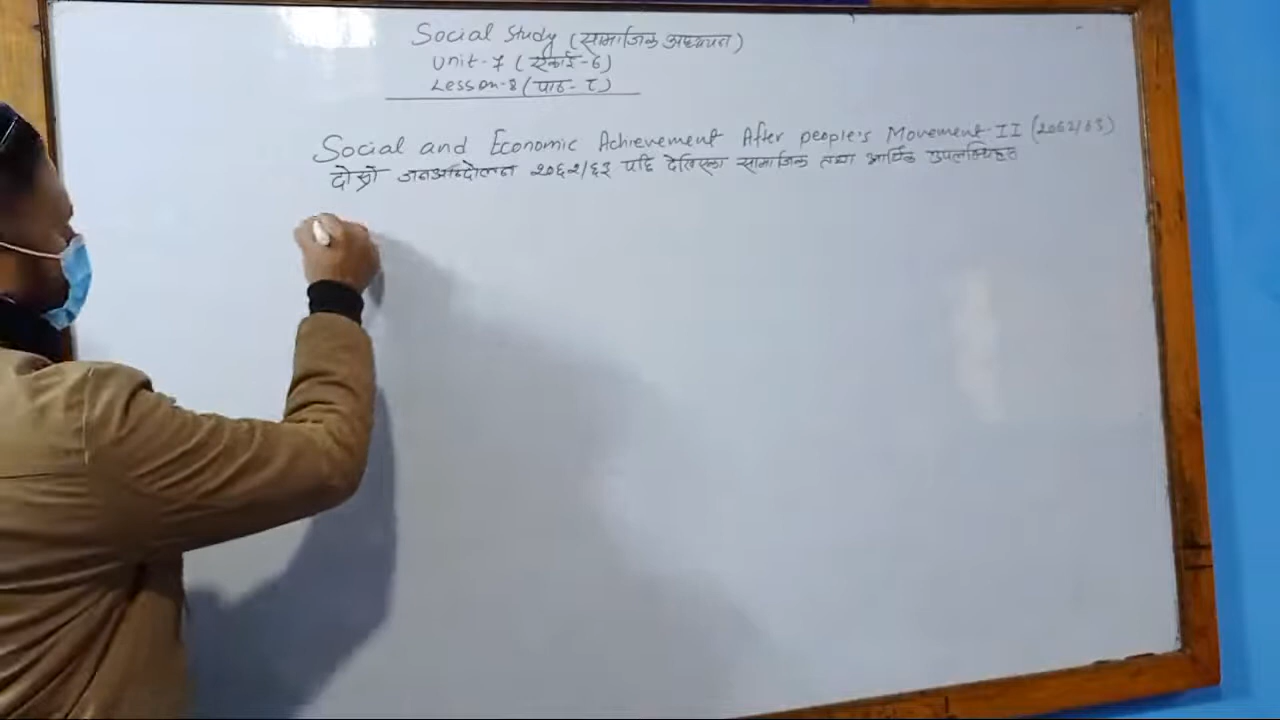 Social Study (सामाजिक अध्ययन)
Unit-7 (एकाई-७)
Lesson-8 (पाठ-८)
Social and Economic Achievement After people's Movement-II (2062/63)
दोस्रो जनआन्दोलन २०६२/६३ पछि देखिएका सामाजिक तथा आर्थिक उपलब्धिहरु